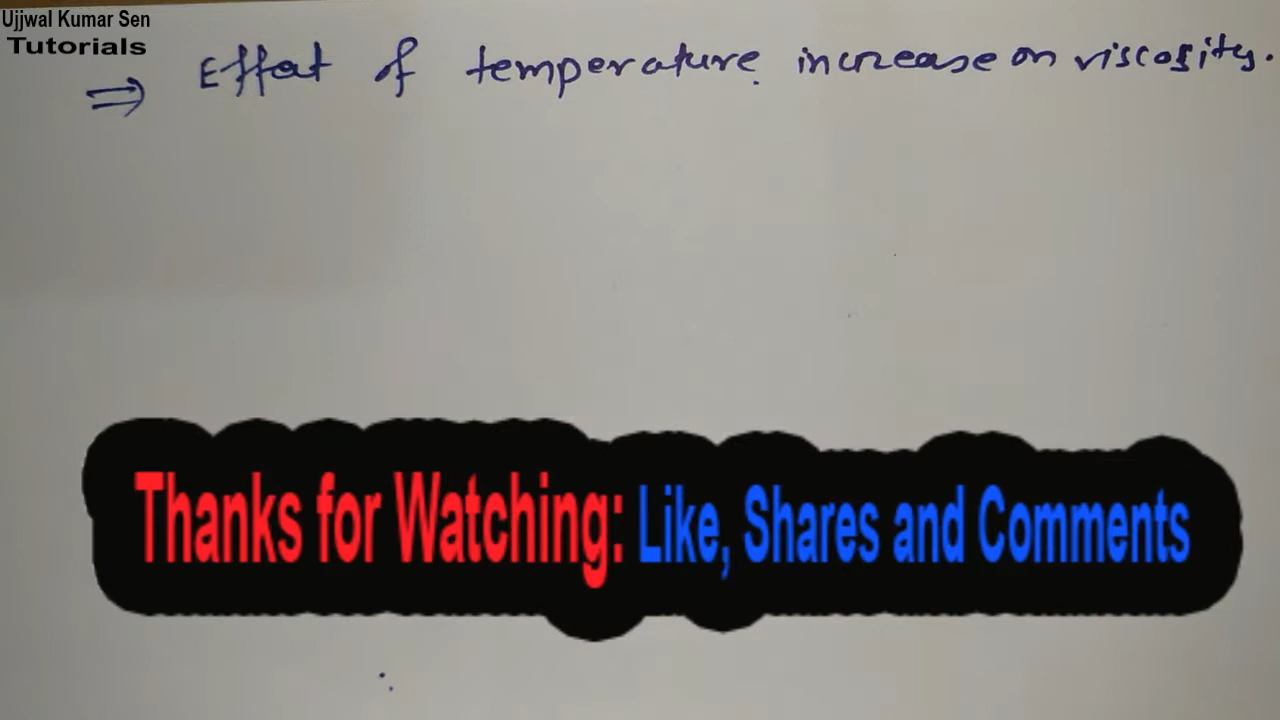 Ujjwal Kumar Sen
Tutorials
⇒ Effect of temperature increase on viscosity.
Thanks for Watching: Like, Shares and Comments